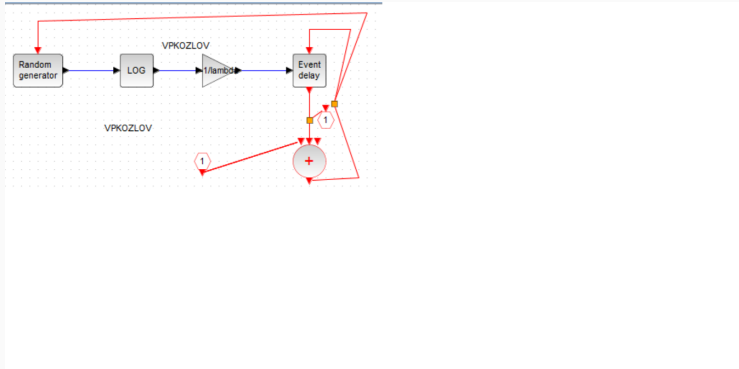 VPKOZLOV
Random
generator
LOG
1/lambd
Event
delay
1
VPKOZLOV
1
+